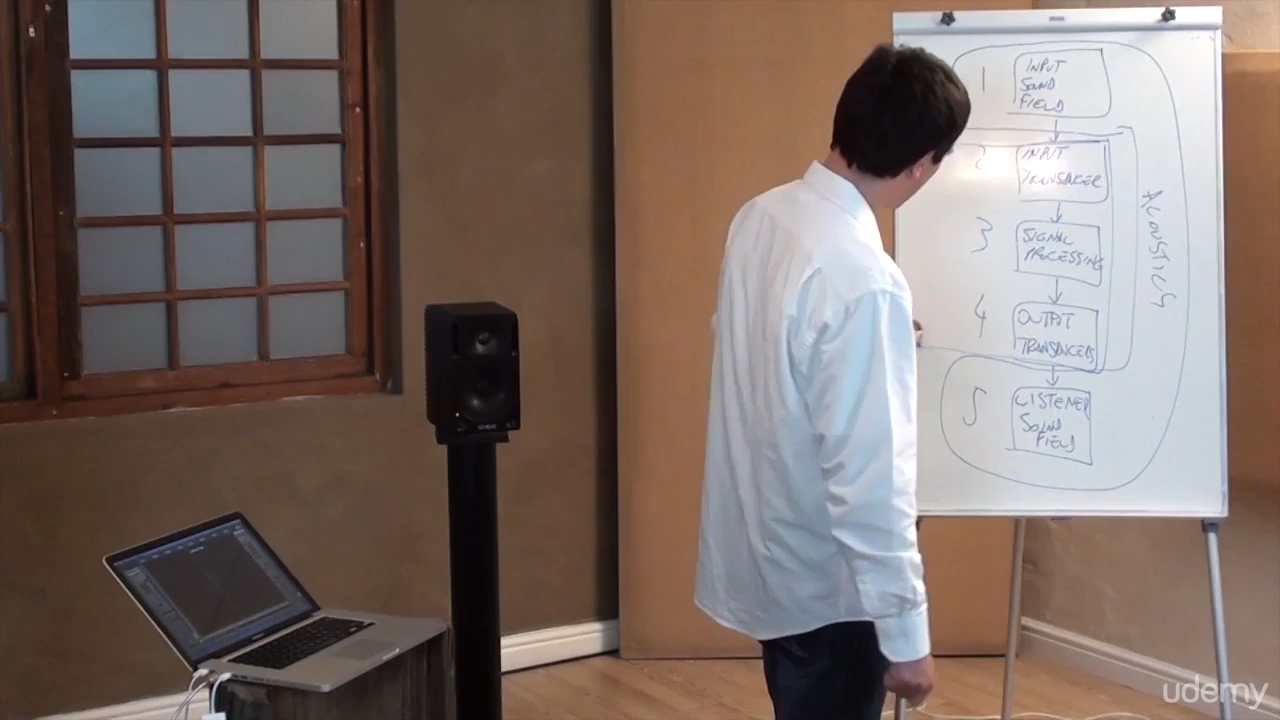 1
INPUT
SOUND
FIELD
2
INPUT
TRANSDUCER
3
SIGNAL
PROCESSING
4
OUTPUT
TRANSDUCERS
5
LISTENER
SOUND
FIELD
ACOUSTICS
udemy